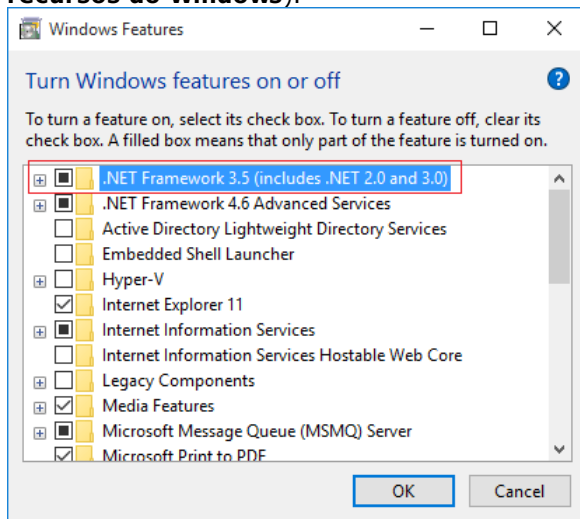 recursos do Windows).
Windows Features
Turn Windows features on or off
To turn a feature on, select its check box. To turn a feature off, clear its
check box. A filled box means that only part of the feature is turned on.
.NET Framework 3.5 (includes .NET 2.0 and 3.0)
.NET Framework 4.6 Advanced Services
Active Directory Lightweight Directory Services
Embedded Shell Launcher
Hyper-V
Internet Explorer 11
Internet Information Services
Internet Information Services Hostable Web Core
Legacy Components
Media Features
Microsoft Message Queue (MSMQ) Server
Microsoft Print to PDF
OK Cancel